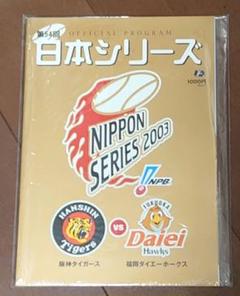 第54回 OFFICIAL PROGRAM
日本シリーズ
1000円
NIPPON
SERIES 2003
NPB
HANSHIN
Tigers
VS
FUKUOKA
Daiei
Hawks
阪神タイガース
福岡ダイエーホークス